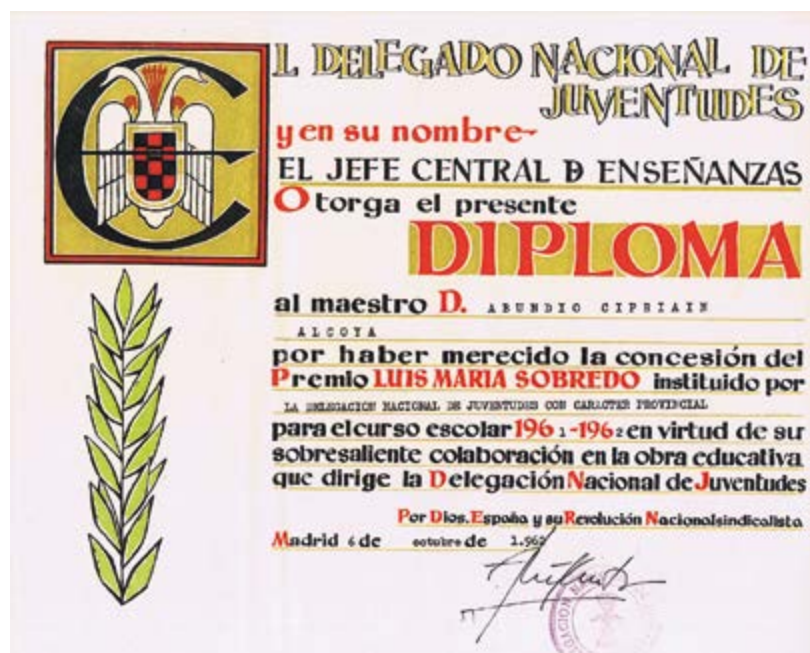 EL DELEGADO NACIONAL DE
JUVENTUDES
y en su nombre-
EL JEFE CENTRAL D ENSEÑANZAS
Otorga el presente
DIPLOMA
al maestro D. ABUNDIO CIPRIAIN
ALCOYA
por haber merecido la concesión del
Premio LUIS MARIA SOBREDO instituido por
LA DELEGACION NACIONAL DE JUVENTUDES CON CARACTER PROVINCIAL
para el curso escolar 1961-1962 en virtud de su
sobresaliente colaboración en la obra educativa
que dirige la Delegación Nacional de Juventudes
Por Dios, España y su Revolución Nacionalsindicalista
Madrid 6 de octubre de 1.962